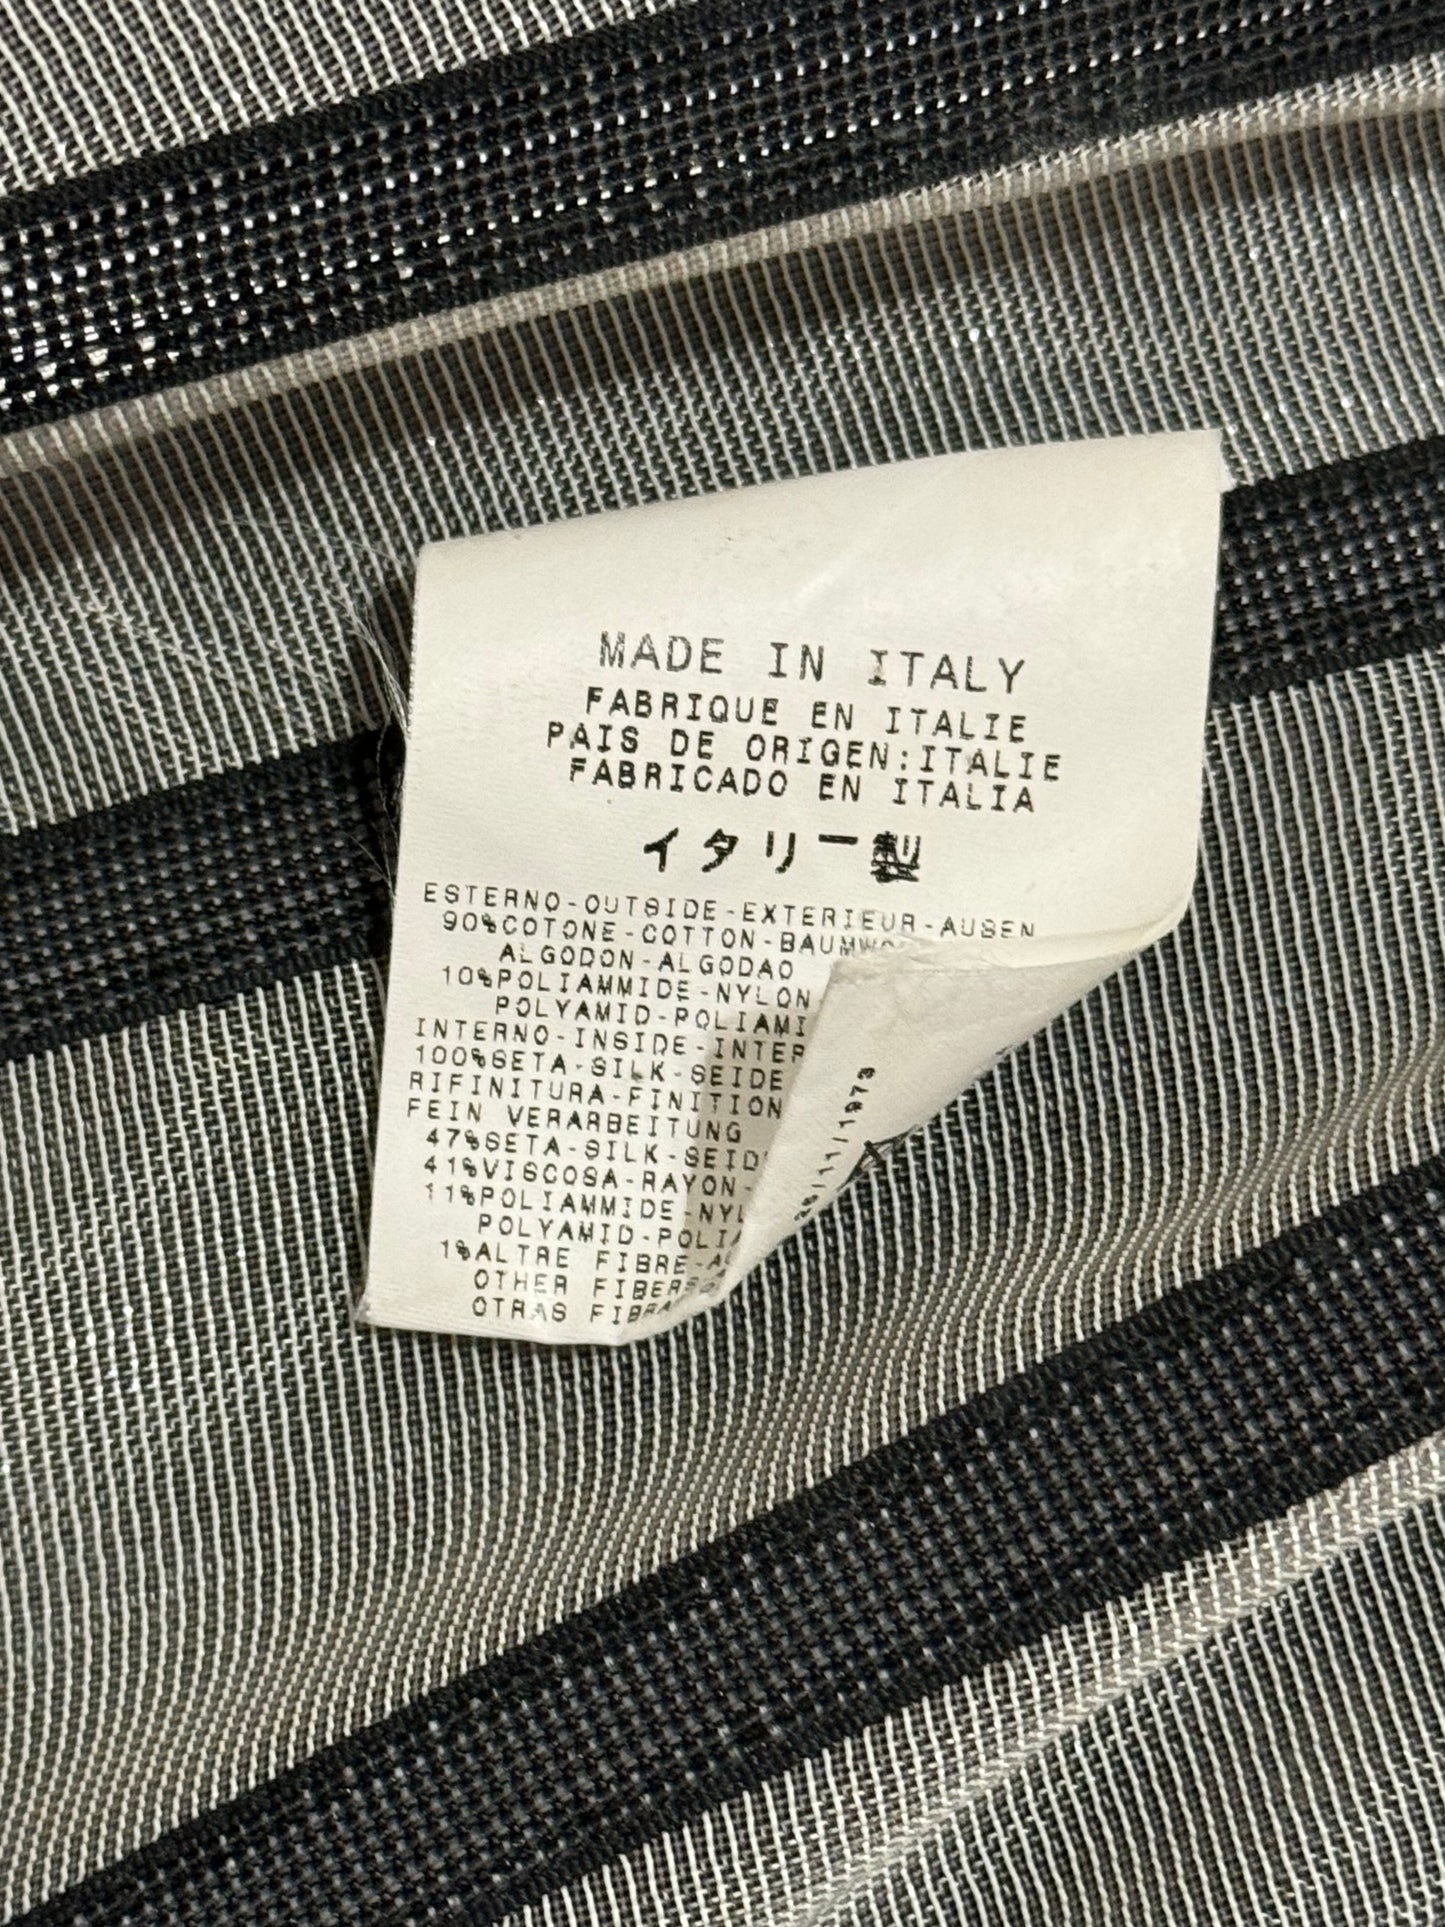 MADE IN ITALY
FABRIQUE EN ITALIE
PAIS DE ORIGEN:ITALIE
FABRICADO EN ITALIA
イタリー製
ESTERNO-OUTSIDE-EXTERIEUR-AUSEN
90%COTONE-COTTON-
ALGODON-ALGODAO
10%POLIAMMIDE-NYLON
POLYAMID-POLIAMI
INTERNO-INSIDE-INTER
100%SETA-SILK-SEIDE
RIFINITURA-FINITION
FEIN VERARBEITUNG
47%SETA-SILK-SEID
41%VISCOSA-RAYON-
11%POLIAMMIDE-NYL
POLYAMID-POLIA
1%ALTRE FIBRE-
OTHER FIBERS
OTRAS FIBRA
/11/1973